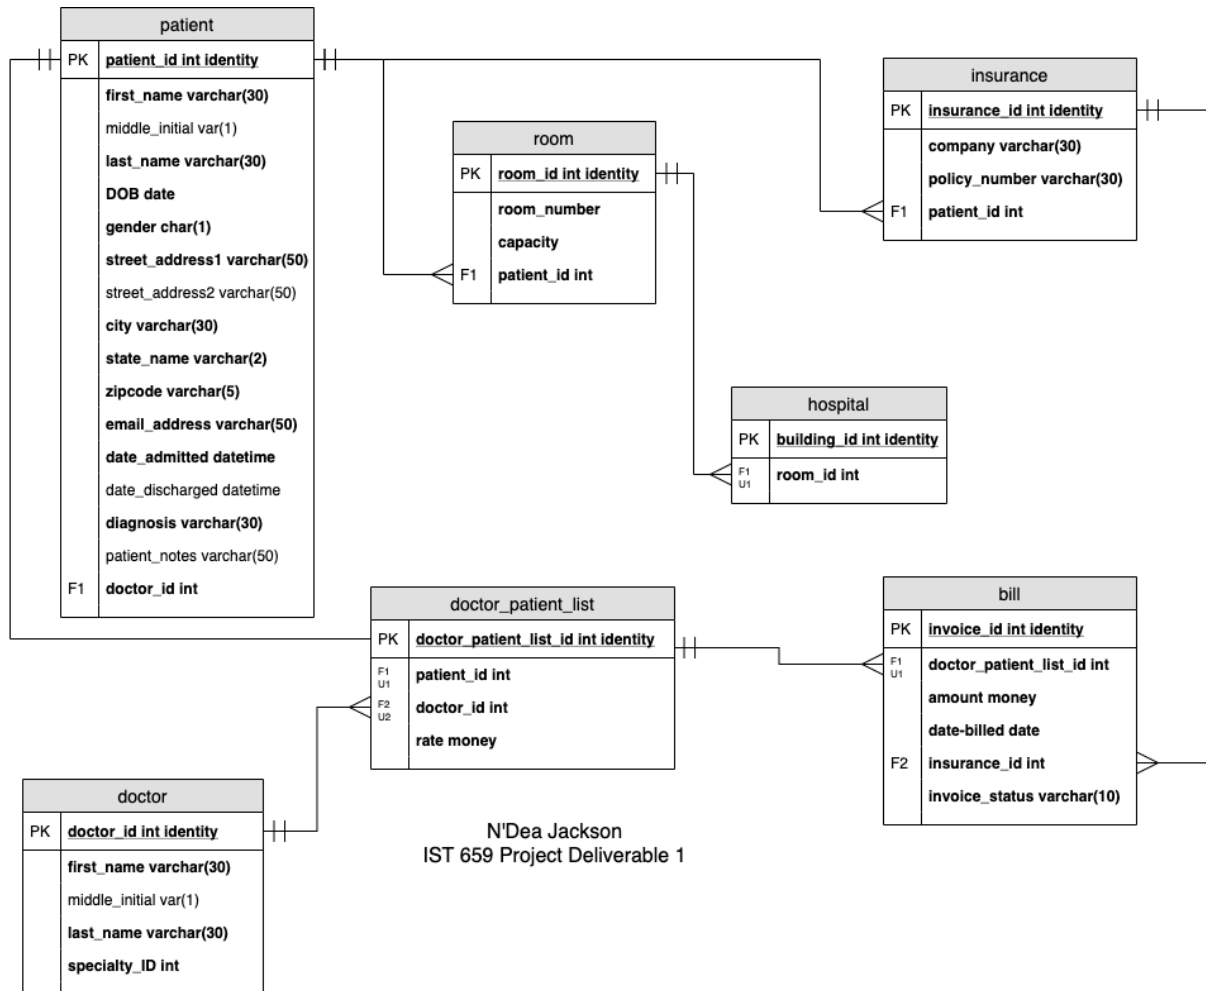 patient
PK patient_id int identity
first_name varchar(30)
middle_initial var(1)
last_name varchar(30)
DOB date
gender char(1)
street_address1 varchar(50)
street_address2 varchar(50)
city varchar(30)
state_name varchar(2)
zipcode varchar(5)
email_address varchar(50)
date_admitted datetime
date_discharged datetime
diagnosis varchar(30)
patient_notes varchar(50)
F1 doctor_id int
room
PK room_id int identity
room_number
capacity
F1 patient_id int
insurance
PK insurance_id int identity
company varchar(30)
policy_number varchar(30)
F1 patient_id int
hospital
PK building_id int identity
F1 U1 room_id int
doctor_patient_list
PK doctor_patient_list_id int identity
F1 U1 patient_id int
F2 U2 doctor_id int
rate money
bill
PK invoice_id int identity
F1 U1 doctor_patient_list_id int
amount money
date-billed date
F2 insurance_id int
invoice_status varchar(10)
doctor
PK doctor_id int identity
first_name varchar(30)
middle_initial var(1)
last_name varchar(30)
specialty_ID int
N'Dea Jackson
IST 659 Project Deliverable 1